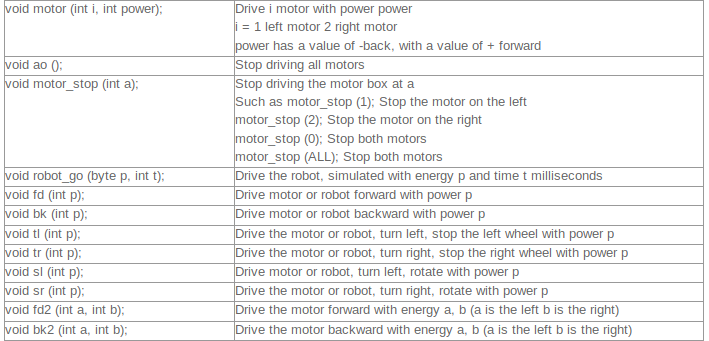 void motor (int i, int power); Drive i motor with power power
i = 1 left motor 2 right motor
power has a value of -back, with a value of + forward
void ao (); Stop driving all motors
void motor_stop (int a); Stop driving the motor box at a
Such as motor_stop (1); Stop the motor on the left
motor_stop (2); Stop the motor on the right
motor_stop (0); Stop both motors
motor_stop (ALL); Stop both motors
void robot_go (byte p, int t); Drive the robot, simulated with energy p and time t milliseconds
void fd (int p); Drive motor or robot forward with power p
void bk (int p); Drive motor or robot backward with power p
void tl (int p); Drive the motor or robot, turn left, stop the left wheel with power p
void tr (int p); Drive the motor or robot, turn right, stop the right wheel with power p
void sl (int p); Drive motor or robot, turn left, rotate with power p
void sr (int p); Drive the motor or robot, turn right, rotate with power p
void fd2 (int a, int b); Drive the motor forward with energy a, b (a is the left b is the right)
void bk2 (int a, int b); Drive the motor backward with energy a, b (a is the left b is the right)